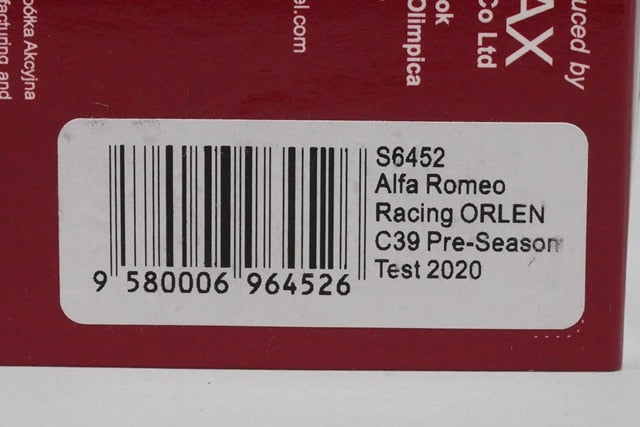 półka Akcyjna
facturing and
el.com
ok
Olimpica
Co Ltd
AX
uced by
S6452
Alfa Romeo
Racing ORLEN
C39 Pre-Season
Test 2020
9 580006 964526